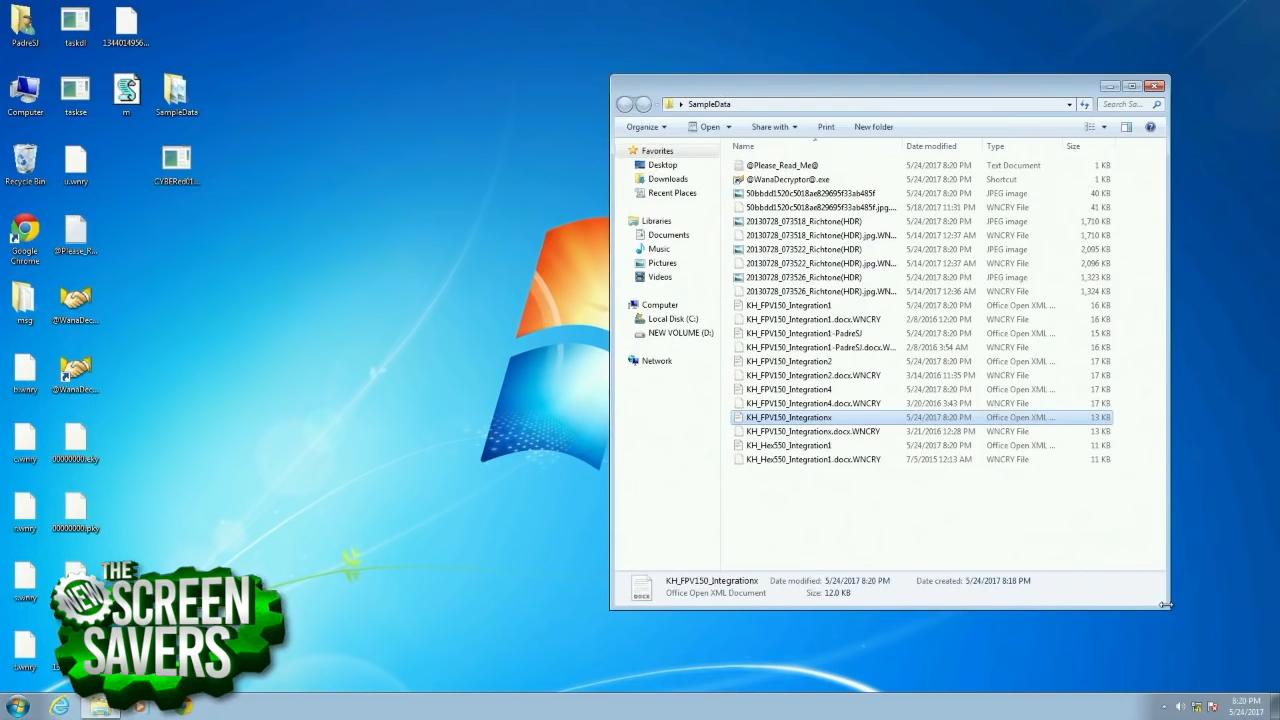 PadreSJ
taskdl
1344014956...
Computer
taskse
m
SampleData
Recycle Bin
u.wnry
CYBERed01...
Google Chrome
@Please_R...
msg
@WanaDec...
b.wnry
@WanaDec...
c.wnry
00000000.eky
r.wnry
00000000.pky
s.wnry
t.wnry
THE NEW SCREEN SAVERS
SampleData
Search Sa...
Organize
Open
Share with
Print
New folder
Favorites
Desktop
Downloads
Recent Places
Libraries
Documents
Music
Pictures
Videos
Computer
Local Disk (C:)
NEW VOLUME (D:)
Network
Name Date modified Type Size
@Please_Read_Me@ 5/24/2017 8:20 PM Text Document 1 KB
@WanaDecryptor@.exe 5/24/2017 8:20 PM Shortcut 1 KB
50bbdd1520c5018ae829695f33ab485f 5/24/2017 8:20 PM JPEG image 40 KB
50bbdd1520c5018ae829695f33ab485f.jpg.... 5/18/2017 11:31 PM WNCRY File 41 KB
20130728_073518_Richtone(HDR) 5/24/2017 8:20 PM JPEG image 1,710 KB
20130728_073518_Richtone(HDR).jpg.WN... 5/14/2017 12:37 AM WNCRY File 1,710 KB
20130728_073522_Richtone(HDR) 5/24/2017 8:20 PM JPEG image 2,095 KB
20130728_073522_Richtone(HDR).jpg.WN... 5/14/2017 12:37 AM WNCRY File 2,096 KB
20130728_073526_Richtone(HDR) 5/24/2017 8:20 PM JPEG image 1,323 KB
20130728_073526_Richtone(HDR).jpg.WN... 5/14/2017 12:36 AM WNCRY File 1,324 KB
KH_FPV150_Integration1 5/24/2017 8:20 PM Office Open XML ... 16 KB
KH_FPV150_Integration1.docx.WNCRY 2/8/2016 12:20 PM WNCRY File 16 KB
KH_FPV150_Integration1-PadreSJ 5/24/2017 8:20 PM Office Open XML ... 15 KB
KH_FPV150_Integration1-PadreSJ.docx.W... 2/8/2016 3:54 AM WNCRY File 16 KB
KH_FPV150_Integration2 5/24/2017 8:20 PM Office Open XML ... 17 KB
KH_FPV150_Integration2.docx.WNCRY 3/14/2016 11:35 PM WNCRY File 17 KB
KH_FPV150_Integration4 5/24/2017 8:20 PM Office Open XML ... 17 KB
KH_FPV150_Integration4.docx.WNCRY 3/20/2016 3:43 PM WNCRY File 17 KB
KH_FPV150_Integrationx 5/24/2017 8:20 PM Office Open XML ... 13 KB
KH_FPV150_Integrationx.docx.WNCRY 3/21/2016 12:28 PM WNCRY File 13 KB
KH_Hex550_Integration1 5/24/2017 8:20 PM Office Open XML ... 11 KB
KH_Hex550_Integration1.docx.WNCRY 7/5/2015 12:13 AM WNCRY File 11 KB
DOCX
KH_FPV150_Integrationx Date modified: 5/24/2017 8:20 PM Date created: 5/24/2017 8:18 PM
Office Open XML Document Size: 12.0 KB
8:20 PM
5/24/2017